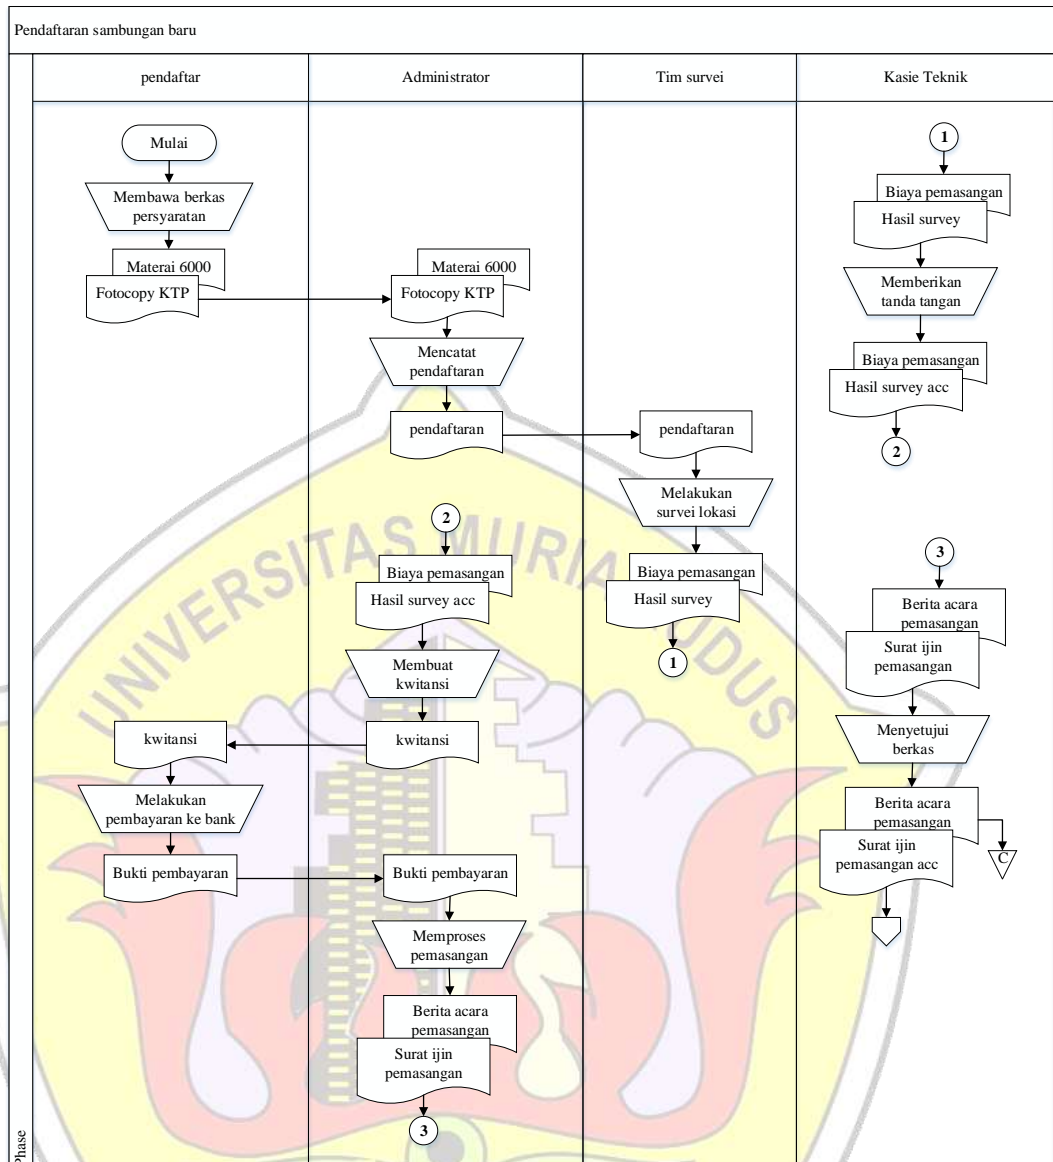 Pendaftaran sambungan baru
pendaftar
Administrator
Tim survei
Kasie Teknik
Mulai
Membawa berkas
persyaratan
Materai 6000
Fotocopy KTP
Materai 6000
Fotocopy KTP
Mencatat
pendaftaran
pendaftaran
pendaftaran
Melakukan
survei lokasi
Biaya pemasangan
Hasil survey
1
1
Biaya pemasangan
Hasil survey
Memberikan
tanda tangan
Biaya pemasangan
Hasil survey acc
2
2
Biaya pemasangan
Hasil survey acc
Membuat
kwitansi
kwitansi
kwitansi
Melakukan
pembayaran ke bank
Bukti pembayaran
Bukti pembayaran
Memproses
pemasangan
Berita acara
pemasangan
Surat ijin
pemasangan
3
3
Berita acara
pemasangan
Surat ijin
pemasangan
Menyetujui
berkas
Berita acara
pemasangan
Surat ijin
pemasangan acc
C
Phase
UNIVERSITAS MURIA KUDUS